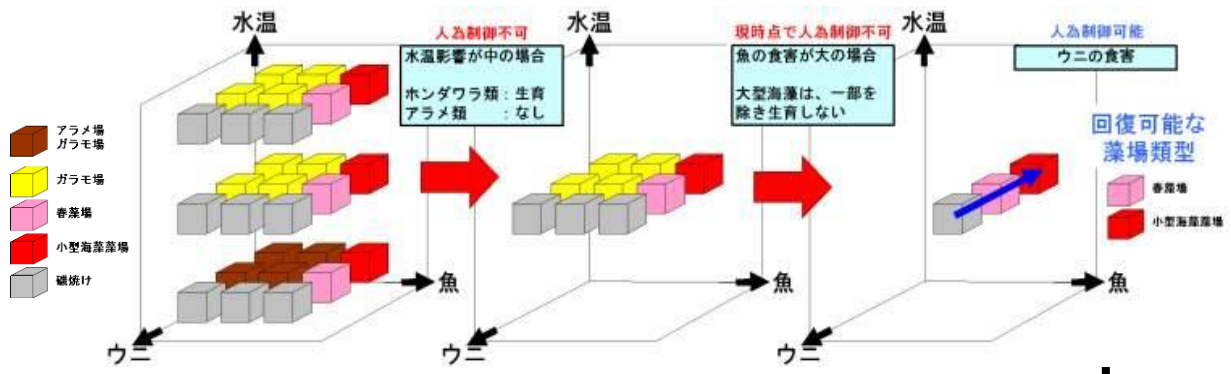 アラメ場
ガラモ場
ガラモ場
春藻場
小型海藻藻場
磯焼け
水温
魚
ウニ
人為制御不可
水温影響が中の場合
ホンダワラ類：生育
アラメ類　　：なし
水温
魚
ウニ
現時点で人為制御不可
魚の食害が大の場合
大型海藻は、一部を
除き生育しない
水温
魚
ウニ
人為制御可能
ウニの食害
回復可能な
藻場類型
春藻場
小型海藻藻場